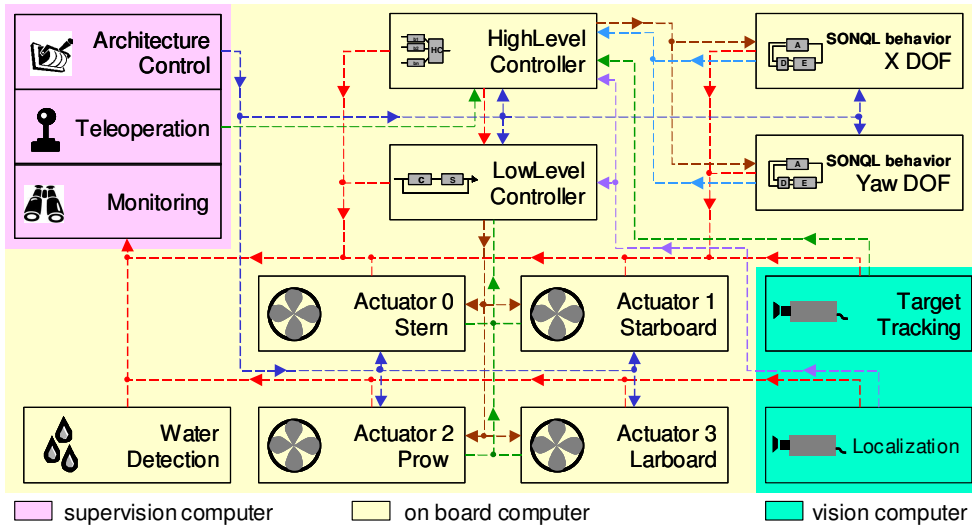 Architecture
Control
Teleoperation
Monitoring
HC
HighLevel
Controller
C
S
LowLevel
Controller
A
D
E
SONQL behavior
X DOF
A
D
E
SONQL behavior
Yaw DOF
Actuator 0
Stern
Actuator 1
Starboard
Target
Tracking
Water
Detection
Actuator 2
Prow
Actuator 3
Larboard
Localization
supervision computer
on board computer
vision computer